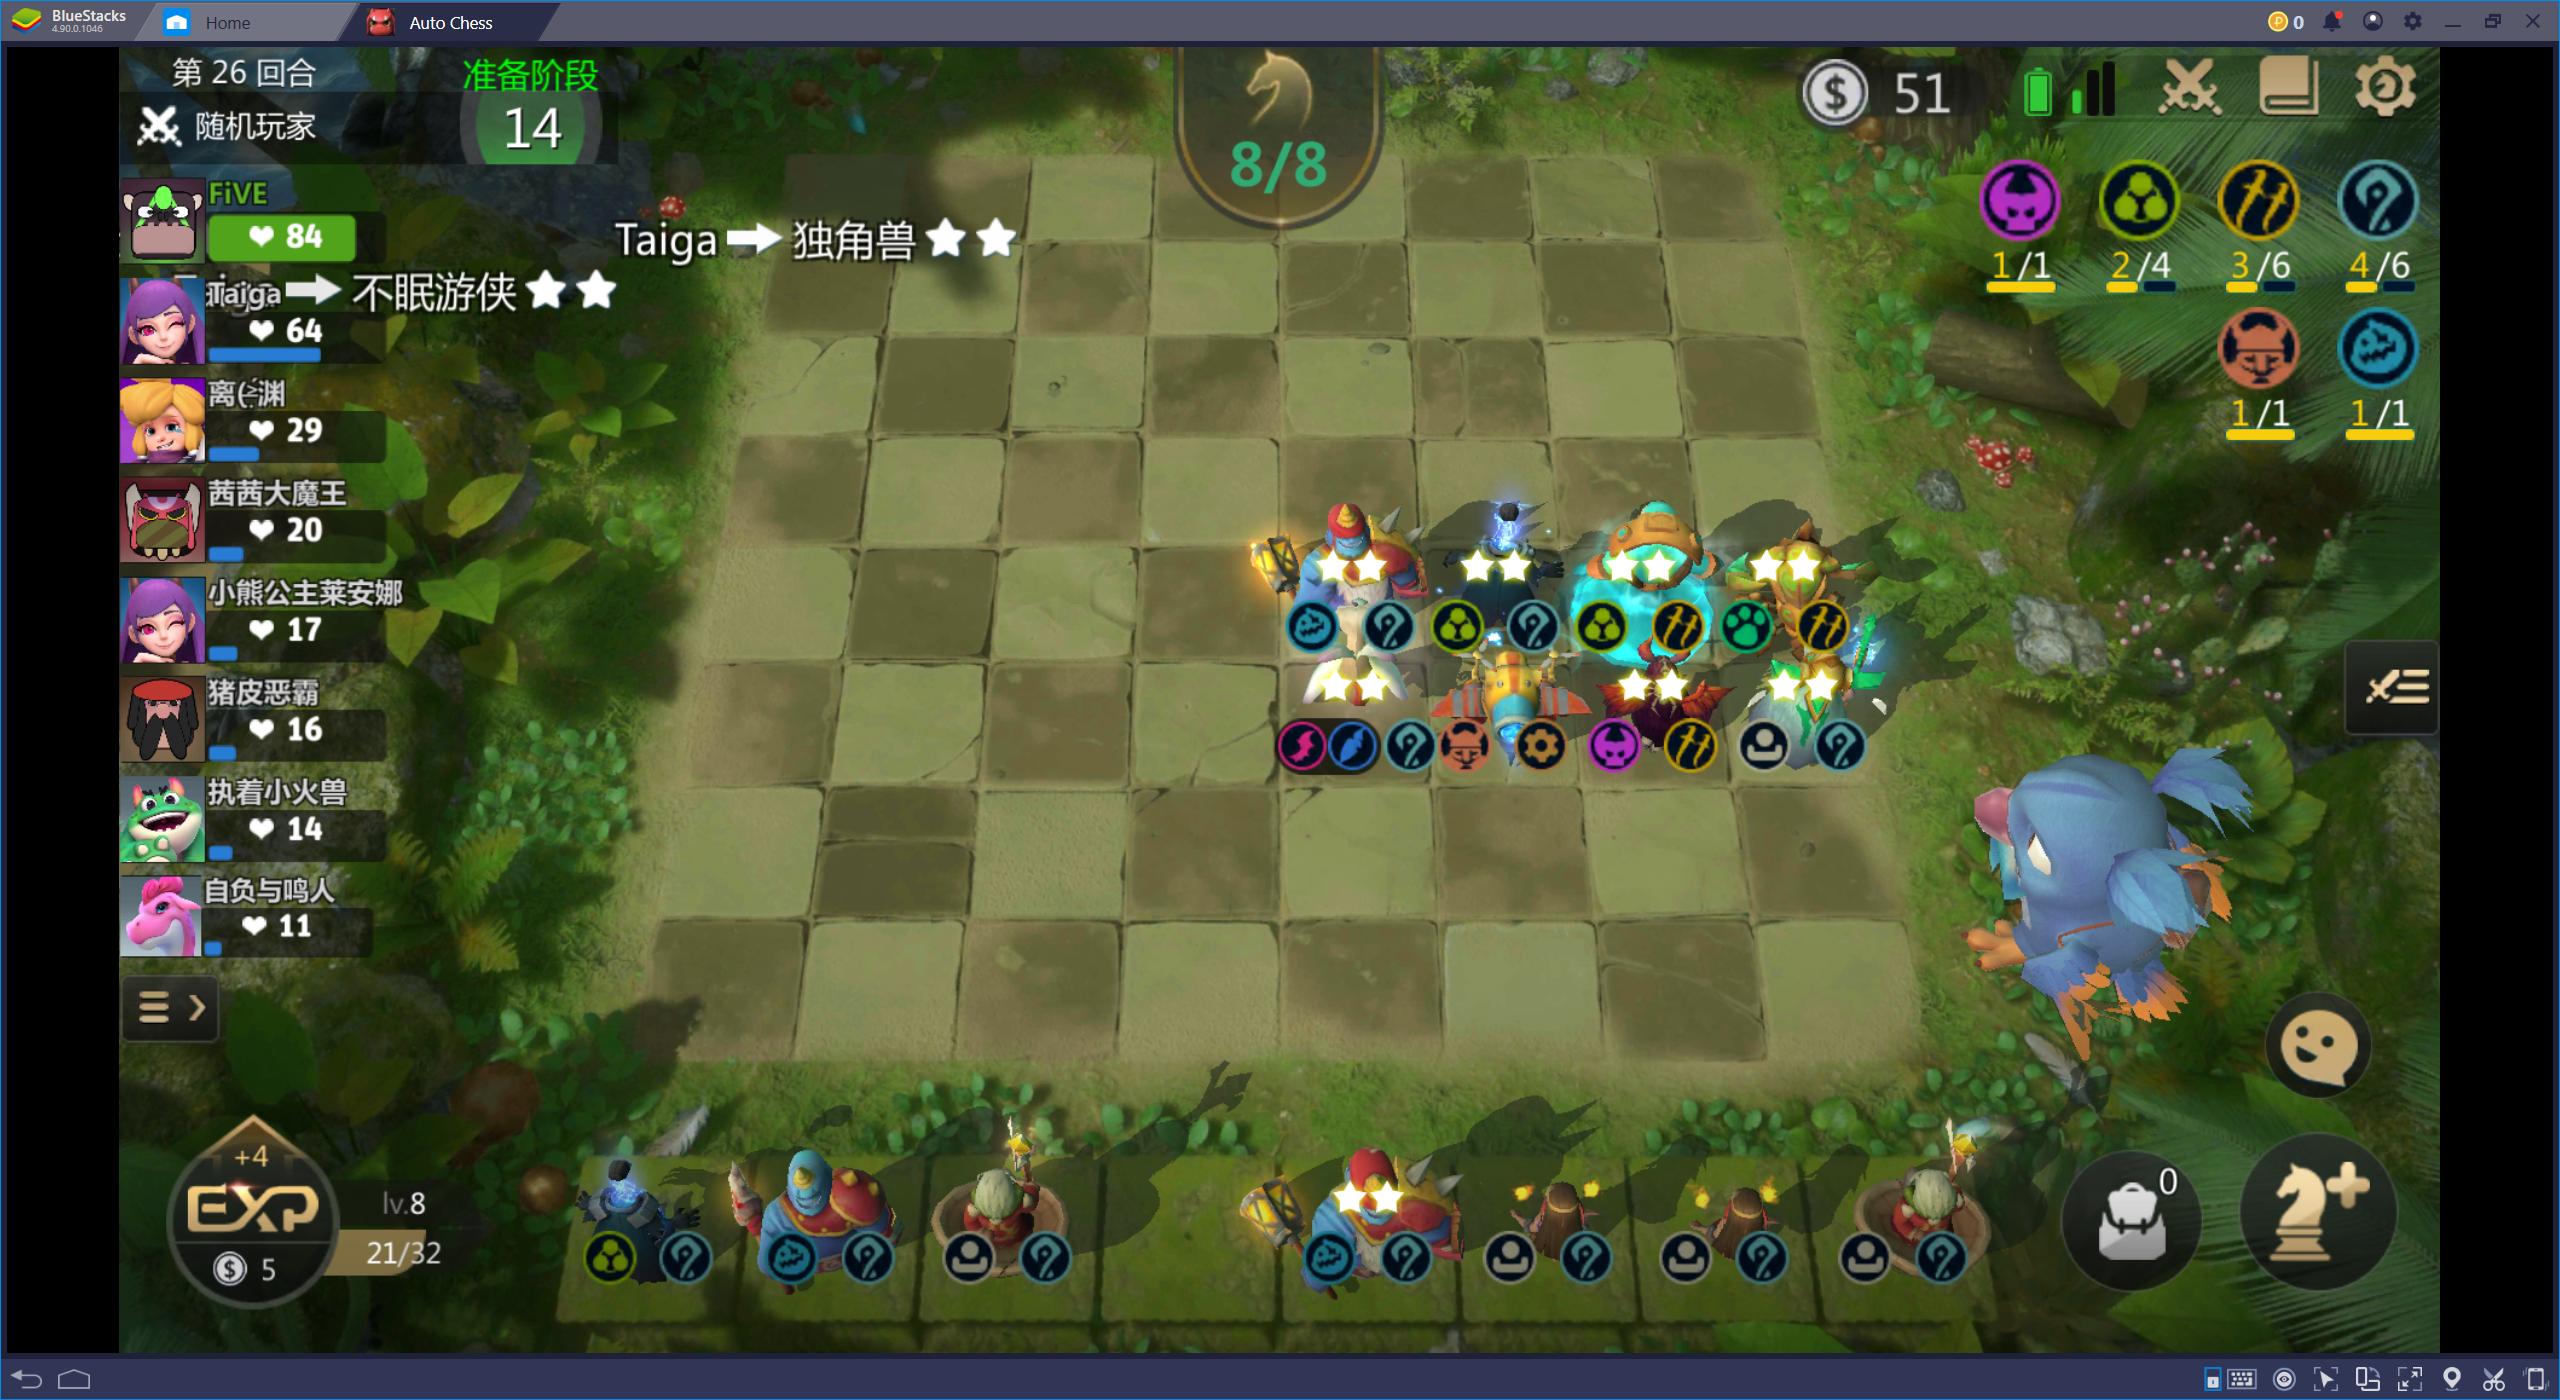 BlueStacks
4.90.0.1046
Home
Auto Chess
0
第 26 回合
准备阶段
随机玩家
14
8/8
51
FiVE
84
Taiga
64
Taiga 独角兽
Taiga 不眠游侠
离(
渊
29
茜茜大魔王
20
小熊公主莱安娜
17
猪皮恶霸
16
执着小火兽
14
自负与鸣人
11
1/1
2/4
3/6
4/6
1/1
1/1
+4
EXP
5
lv.8
21/32
0